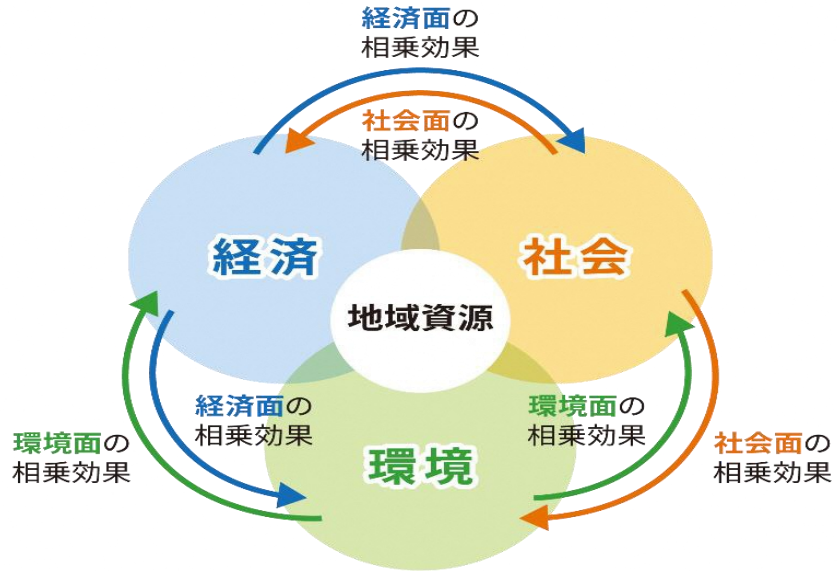 経済面の
相乗効果
社会面の
相乗効果
経済
社会
地域資源
経済面の
相乗効果
環境面の
相乗効果
環境面の
相乗効果
社会面の
相乗効果
環境